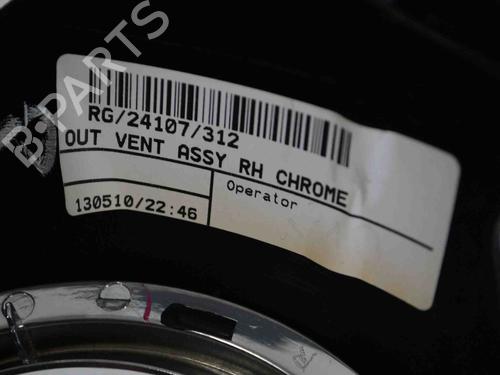 B-PARTS
RG/24107/312
OUT VENT ASSY RH CHROME
130510/22:46
Operator